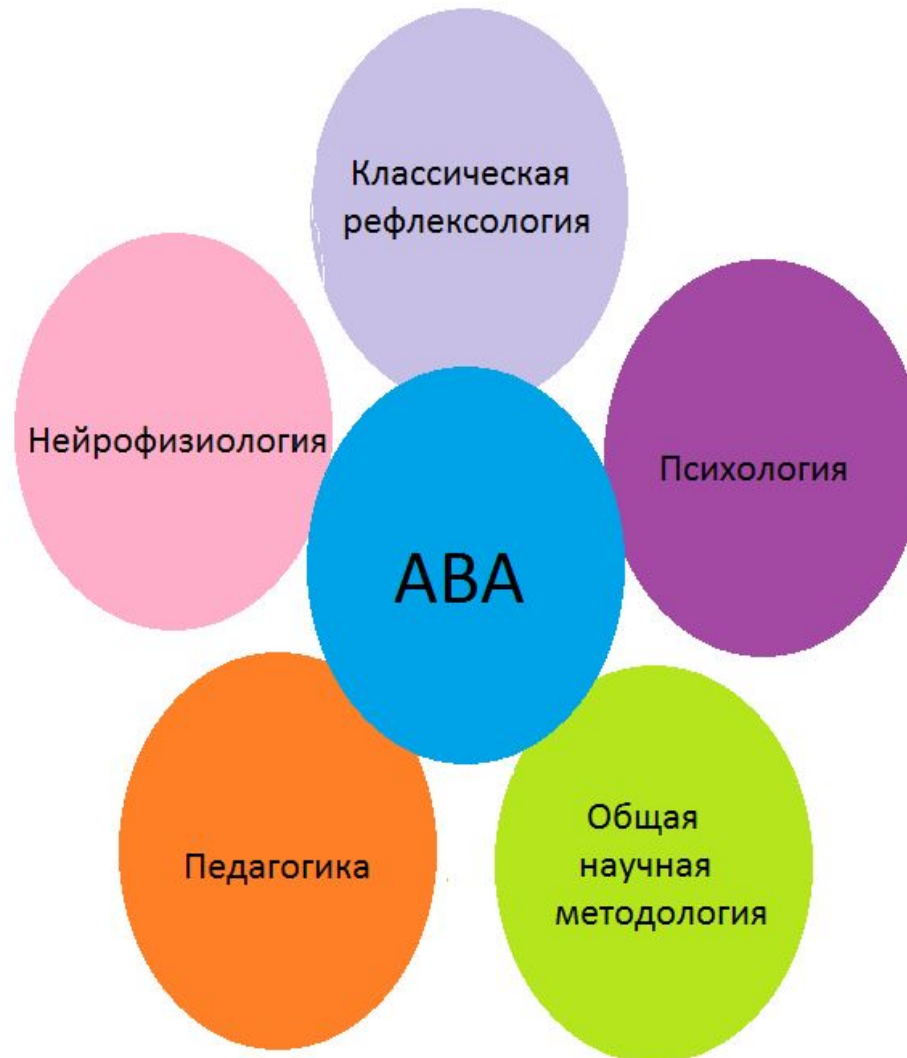 Классическая
рефлексология
Нейрофизиология
Психология
АВА
Педагогика
Общая
научная
методология